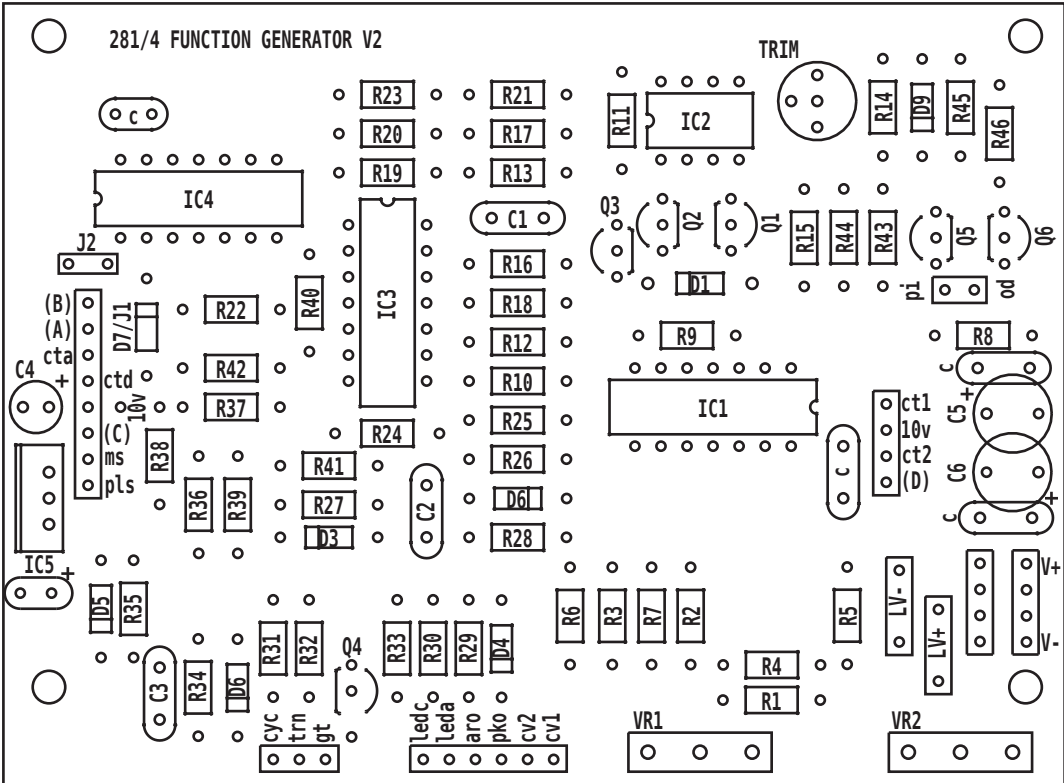 281/4 FUNCTION GENERATOR V2
TRIM
R23
R21
R14
D9
R45
R11
IC2
C
R20
R17
R46
R19
R13
IC4
Q3
Q2
Q1
C1
R15
R44
R43
Q5
Q6
J2
R16
D1
pi
od
R40
(B)
D7/J1
R22
IC3
R18
(A)
R9
R8
cta
R12
C4
+
ctd
R42
R10
C
10v
R37
IC1
ct1
+
C5
(C)
R24
R25
10v
ms
R38
R41
R26
C
ct2
C6
pls
(D)
R36
R39
R27
C2
D6
+
D3
R28
C
IC5
+
D5
R35
R6
R3
R7
R2
R5
LV-
V+
R31
R32
Q4
R33
R30
R29
D4
LV+
V-
C3
R34
D6
R4
R1
cyc
trn
gt
ledc
leda
aro
pko
cv2
cv1
VR1
VR2